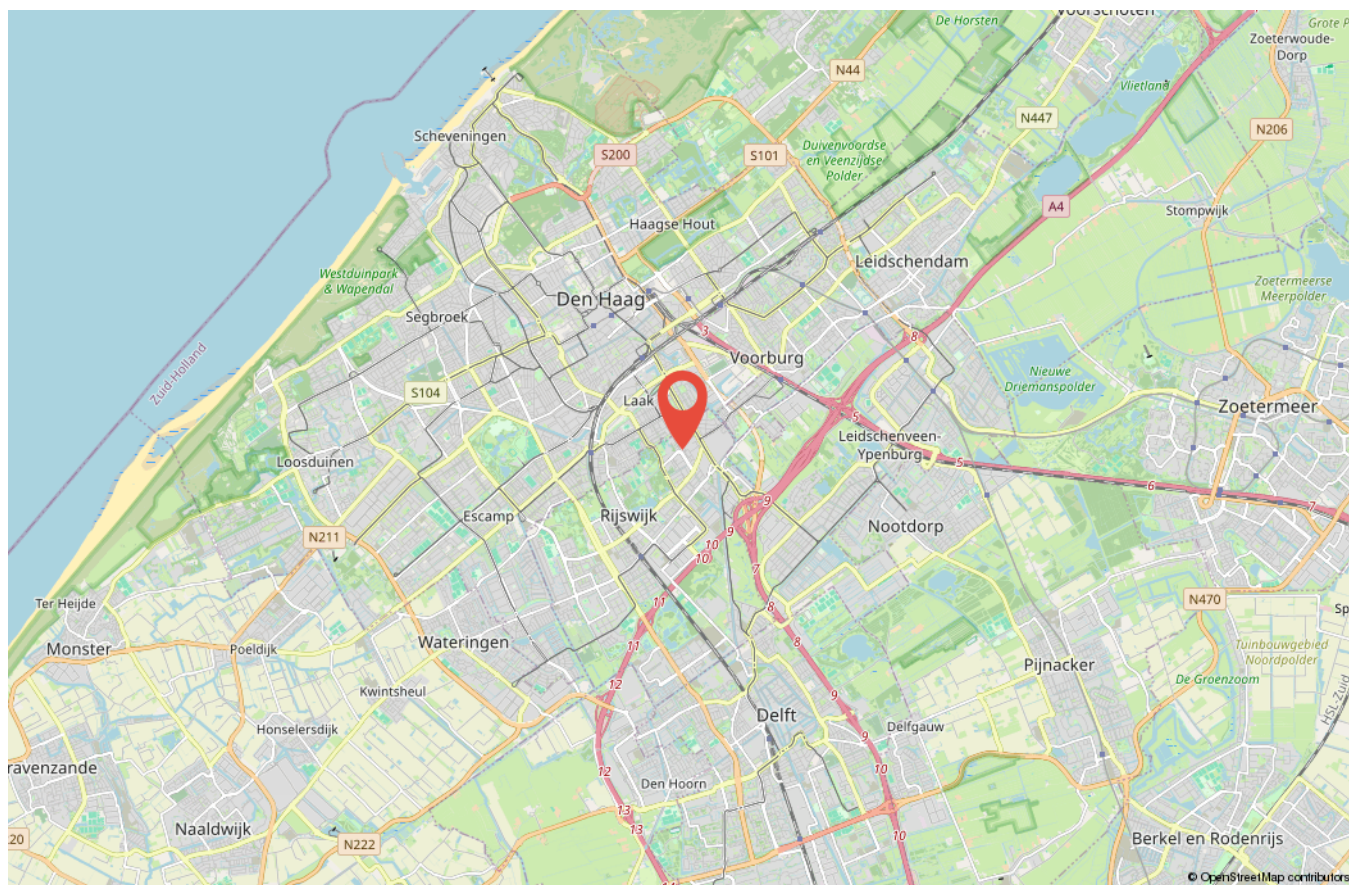 Voorschoten
De Horsten
Grote P
Zoeterwoude-
Dorp
N44
Vlietland
N447
N206
Scheveningen
S200
S101
Duivenvoordse
en Veenzijdse
Polder
A4
Stompwijk
Haagse Hout
Leidschendam
Westduinpark
& Wapendal
Zoetermeerse
Meerpolder
Den Haag
Segbroek
3
8
Zuid-Holland
Voorburg
Nieuwe
Driemanspolder
S104
Laak
Zoetermeer
5
Leidschenveen-
Ypenburg
Loosduinen
5
6
7
9
Escamp
Rijswijk
Nootdorp
N211
9
10
10
7
Ter Heijde
11
8
N470
Sp
Monster
Poeldijk
Wateringen
11
8
Tuinbouwgebied
Noordpolder
Pijnacker
De Groenzoom
12
Kwintsheul
9
HSL-Zuid
Delft
Delfgauw
Honselersdijk
9
ravenzande
12
10
Den Hoorn
13
13
Naaldwijk
10
.20
N222
Berkel en Rodenrijs
© OpenStreetMap contributors